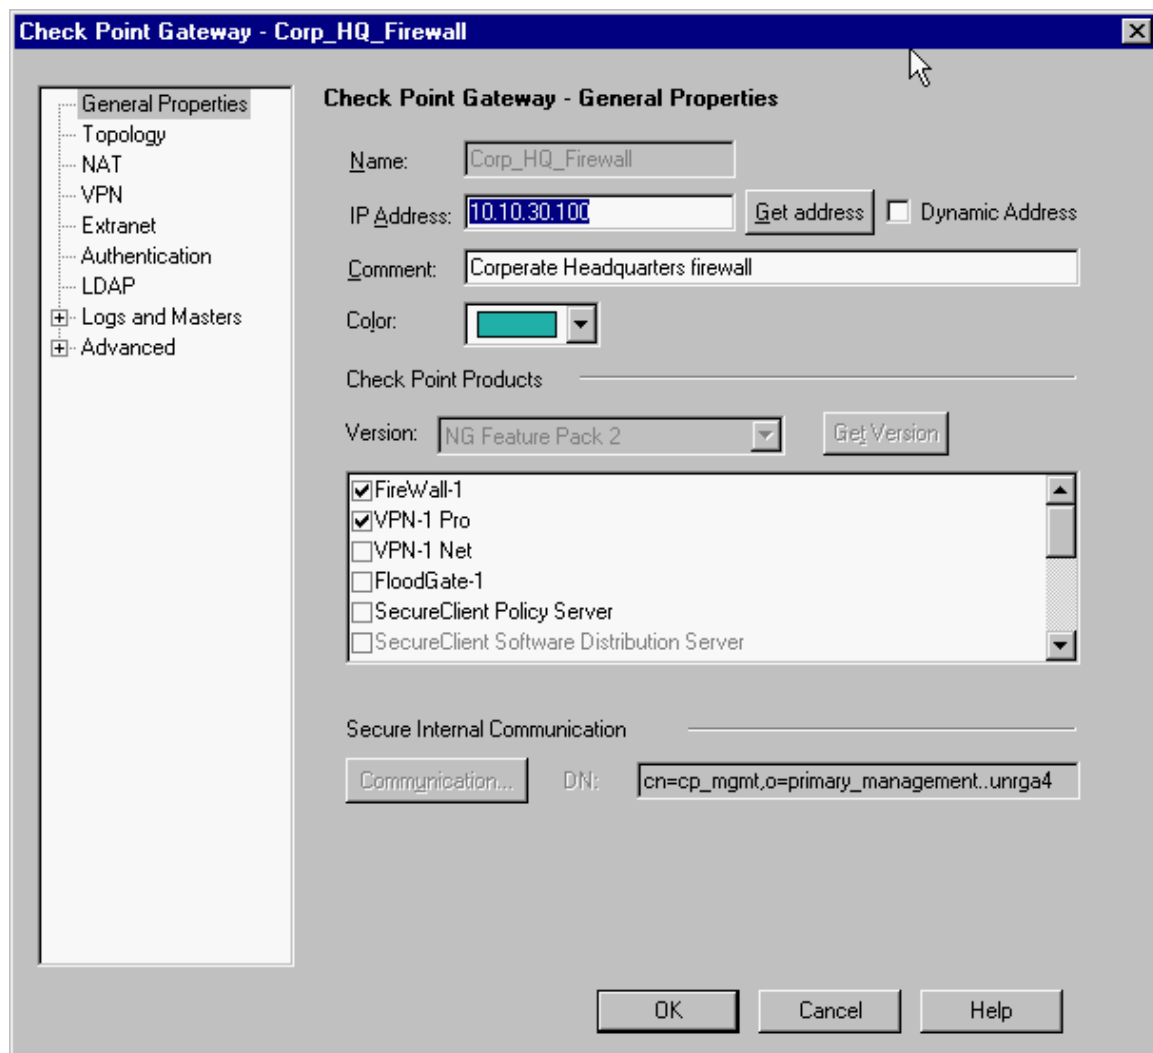 Check Point Gateway - Corp_HQ_Firewall
General Properties
Topology
NAT
VPN
Extranet
Authentication
LDAP
Logs and Masters
Advanced
Check Point Gateway - General Properties
Name: Corp_HQ_Firewall
IP Address: 10.10.30.100 Get address Dynamic Address
Comment: Corperate Headquarters firewall
Color:
Check Point Products
Version: NG Feature Pack 2 Get Version
FireWall-1
VPN-1 Pro
VPN-1 Net
FloodGate-1
SecureClient Policy Server
SecureClient Software Distribution Server
Secure Internal Communication
Communication... DN: cn=cp_mgmt,o=primary_management..unrga4
OK Cancel Help